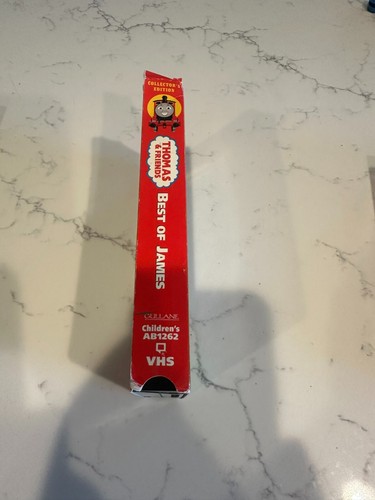 COLLECTOR'S
EDITION
THOMAS
& FRIENDS
BEST OF JAMES
GULLANE
Children's
AB1262
VHS